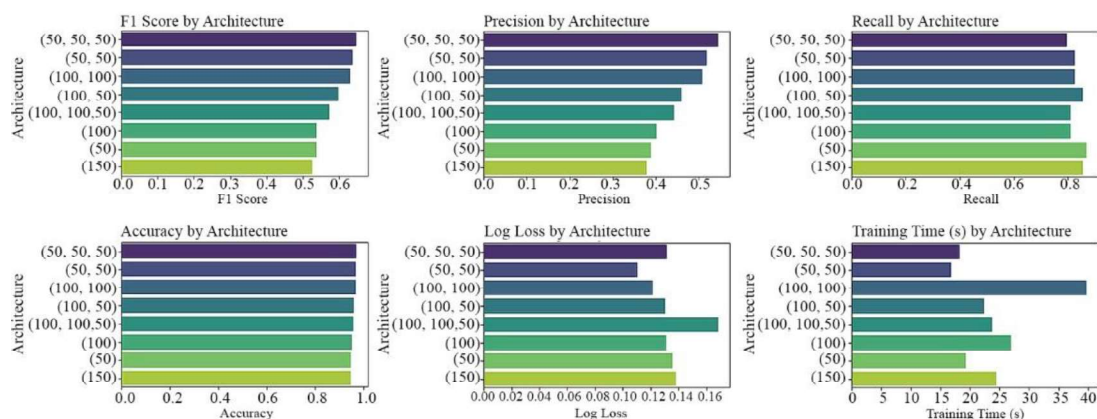 F1 Score by Architecture
Architecture
(50, 50, 50)
(50, 50)
(100, 100)
(100, 50)
(100, 100,50)
(100)
(50)
(150)
0.0 0.1 0.2 0.3 0.4 0.5 0.6
F1 Score
Precision by Architecture
Architecture
(50, 50, 50)
(50, 50)
(100, 100)
(100, 50)
(100, 100,50)
(100)
(50)
(150)
0.0 0.1 0.2 0.3 0.4 0.5
Precision
Recall by Architecture
Architecture
(50, 50, 50)
(50, 50)
(100, 100)
(100, 50)
(100, 100,50)
(100)
(50)
(150)
0.0 0.2 0.4 0.6 0.8
Recall
Accuracy by Architecture
Architecture
(50, 50, 50)
(50, 50)
(100, 100)
(100, 50)
(100, 100,50)
(100)
(50)
(150)
0.0 0.2 0.4 0.6 0.8 1.0
Accuracy
Log Loss by Architecture
Architecture
(50, 50, 50)
(50, 50)
(100, 100)
(100, 50)
(100, 100,50)
(100)
(50)
(150)
0.00 0.02 0.04 0.06 0.08 0.10 0.12 0.14 0.16
Log Loss
Training Time (s) by Architecture
Architecture
(50, 50, 50)
(50, 50)
(100, 100)
(100, 50)
(100, 100,50)
(100)
(50)
(150)
0 5 10 15 20 25 30 35 40
Training Time (s)